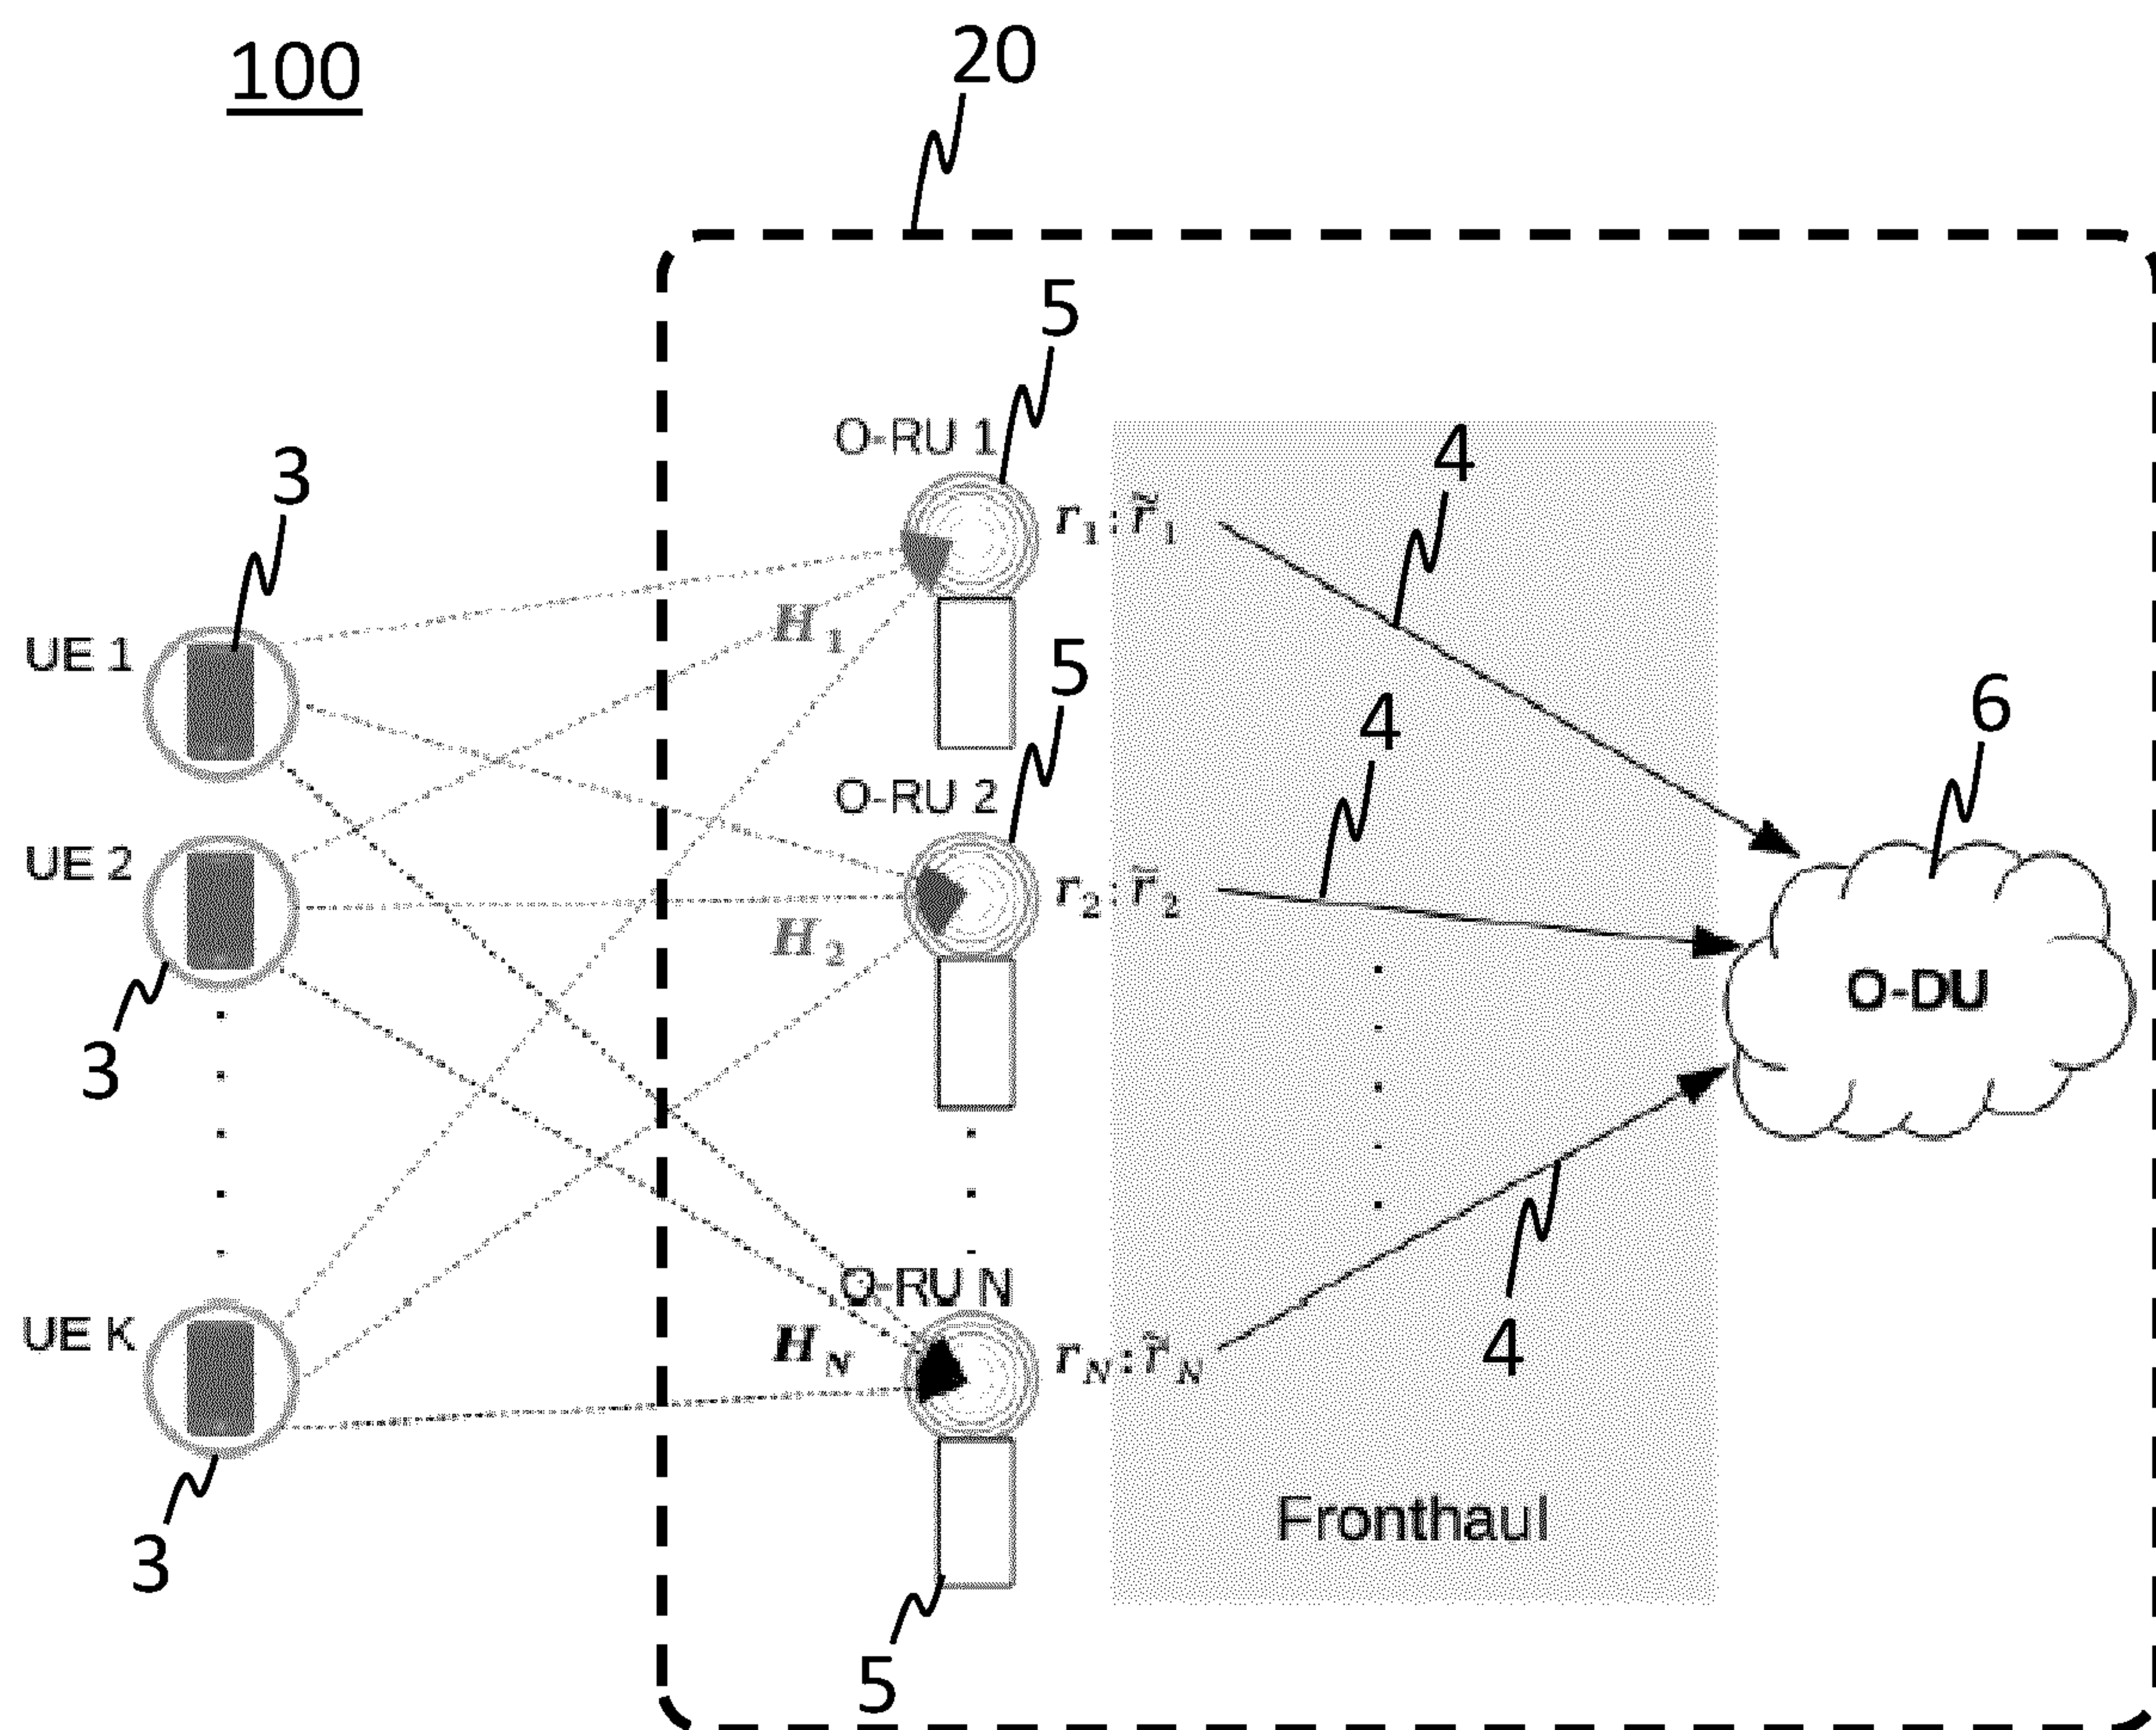 100
20
5
O-RU 1
4
3
r₁:r̃₁
H₁
UE 1
5
4
6
O-RU 2
UE 2
r₂:r̃₂
H₂
O-DU
3
O-RU N
UE K
H_N
r_N:r̃_N
4
Fronthaul
3
5